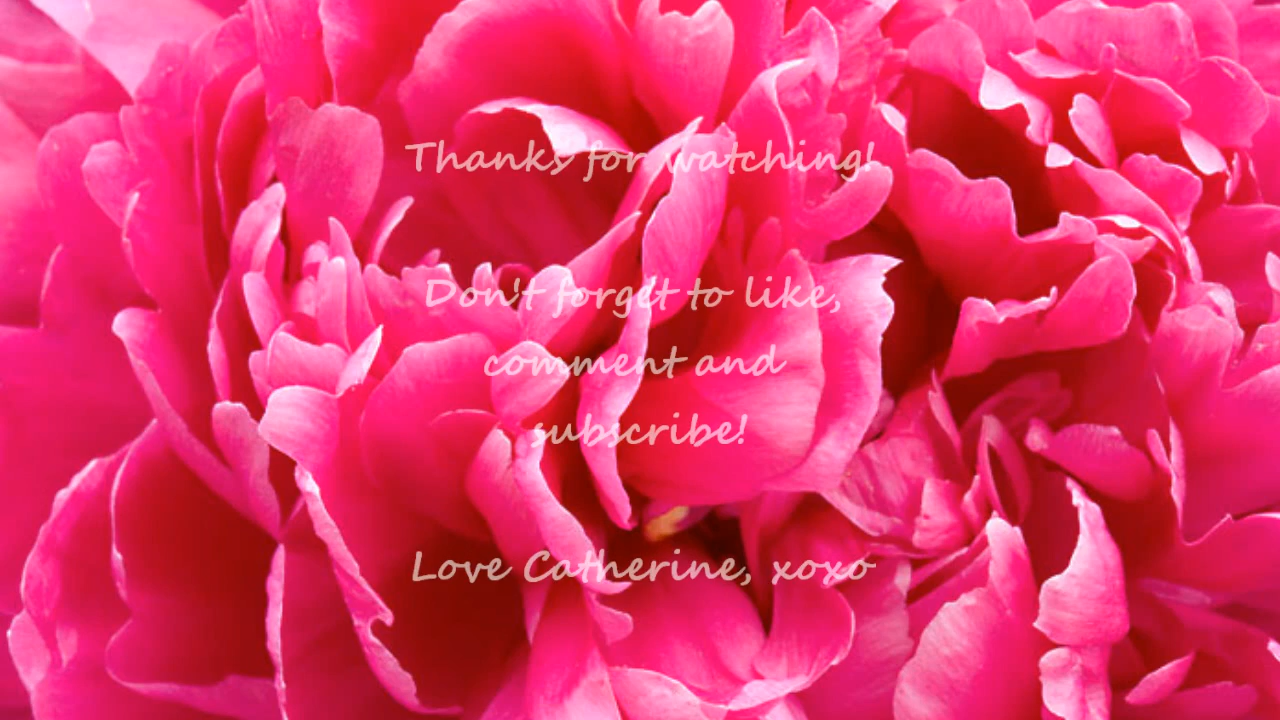 Thanks for watching!
Don't forget to like,
comment and
subscribe!
Love Catherine, xoxo